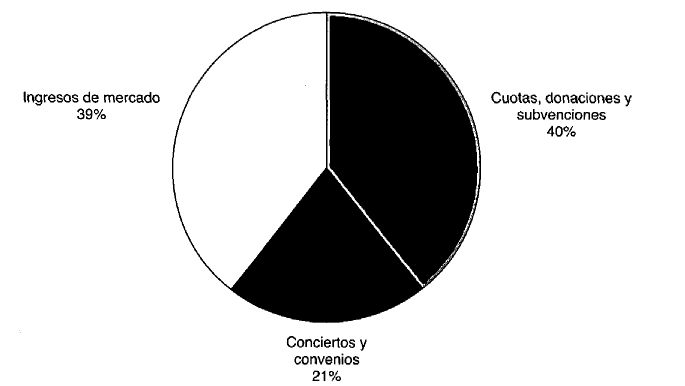 Ingresos de mercado
39%
Cuotas, donaciones y
subvenciones
40%
Conciertos y
convenios
21%